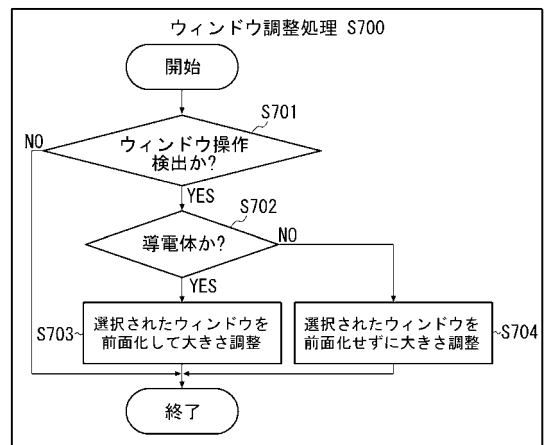 ウィンドウ調整処理 S700
開始
S701
ウィンドウ操作
検出か?
NO
YES
S702
導電体か?
NO
YES
S703
選択されたウィンドウを
前面化して大きさ調整
選択されたウィンドウを
前面化せずに大きさ調整
S704
終了